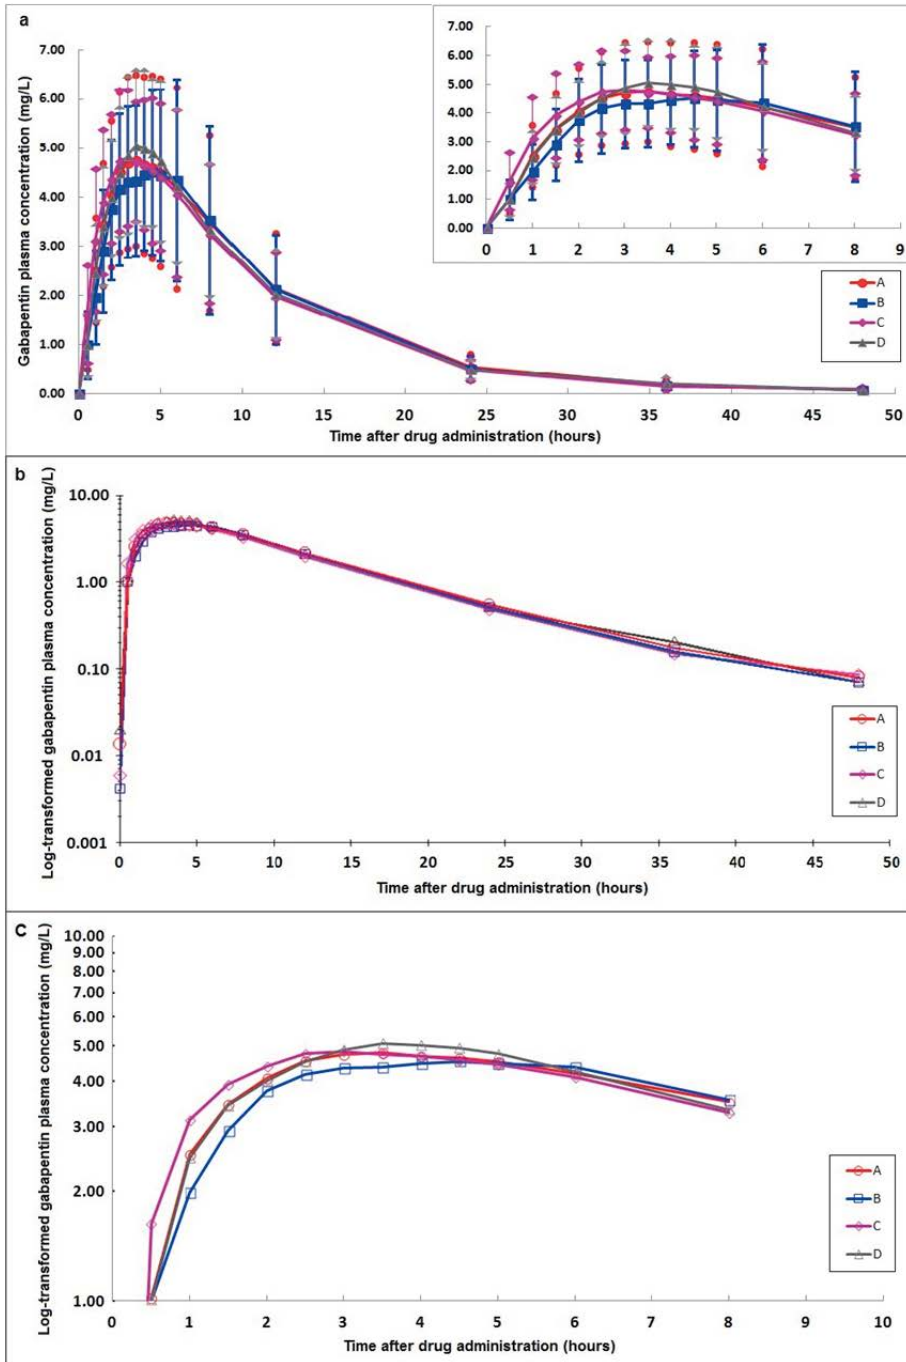 a
Gabapentin plasma concentration (mg/L)
7.00
6.00
5.00
4.00
3.00
2.00
1.00
0.00
0 5 10 15 20 25 30 35 40 45 50
Time after drug administration (hours)
7.00
6.00
5.00
4.00
3.00
2.00
1.00
0.00
0 1 2 3 4 5 6 7 8 9
A
B
C
D
b
Log-transformed gabapentin plasma concentration (mg/L)
10.00
1.00
0.10
0.01
0.001
0 5 10 15 20 25 30 35 40 45 50
Time after drug administration (hours)
A
B
C
D
C
Log-transformed gabapentin plasma concentration (mg/L)
10.00
9.00
8.00
7.00
6.00
5.00
4.00
3.00
2.00
1.00
0 1 2 3 4 5 6 7 8 9 10
Time after drug administration (hours)
A
B
C
D